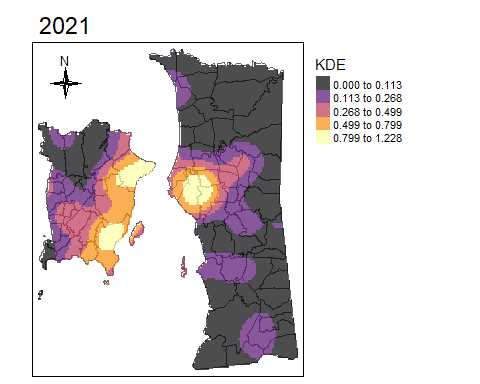 2021
N
KDE
0.000 to 0.113
0.113 to 0.268
0.268 to 0.499
0.499 to 0.799
0.799 to 1.228